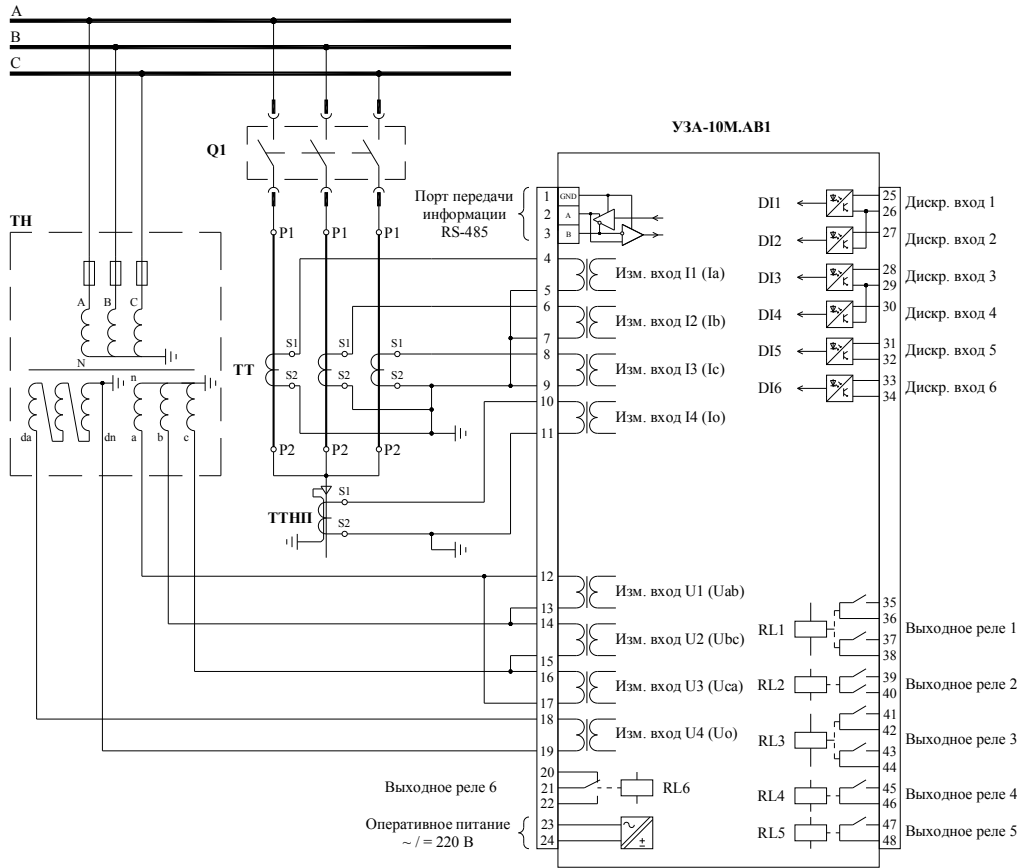 A
B
C
УЗА-10М.АВ1
Q1
ТН
Порт передачи
информации
RS-485
1 GND
2 A
3 B
P1 P1 P1
A B C
N
n
da dn a b c
ТТ
S1 S1 S1
S2 S2 S2
P2 P2 P2
ТТНП
S1
S2
4
Изм. вход I1 (Ia)
5
6
Изм. вход I2 (Ib)
7
8
Изм. вход I3 (Ic)
9
10
Изм. вход I4 (Io)
11
12
Изм. вход U1 (Uab)
13
14
Изм. вход U2 (Ubc)
15
16
Изм. вход U3 (Uca)
17
18
Изм. вход U4 (Uo)
19
20
Выходное реле 6 21 RL6
22
Оперативное питание 23
~ / = 220 В 24
~
±
DI1 25 Дискр. вход 1
26
DI2 27 Дискр. вход 2
DI3 28 Дискр. вход 3
29
DI4 30 Дискр. вход 4
DI5 31 Дискр. вход 5
32
DI6 33 Дискр. вход 6
34
35
36
RL1 Выходное реле 1
37
38
RL2 39 Выходное реле 2
40
41
42
RL3 Выходное реле 3
43
44
RL4 45 Выходное реле 4
46
RL5 47 Выходное реле 5
48